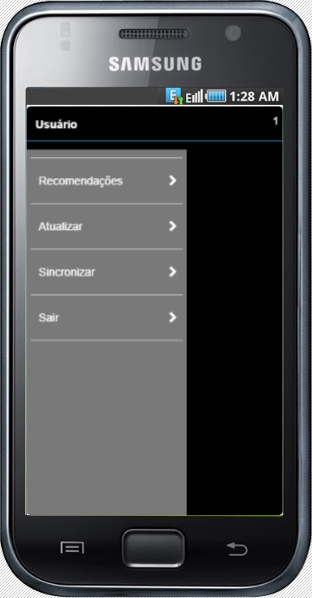 SAMSUNG
E 1:28 AM
Usuário 1
Recomendações
Atualizar
Sincronizar
Sair